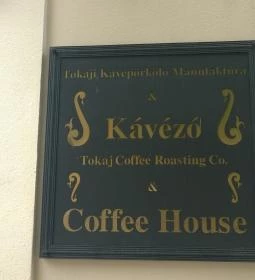 Tokaji Kávépörkölő Manufaktúra
&
Kávézó
Tokaj Coffee Roasting Co.
&
Coffee House